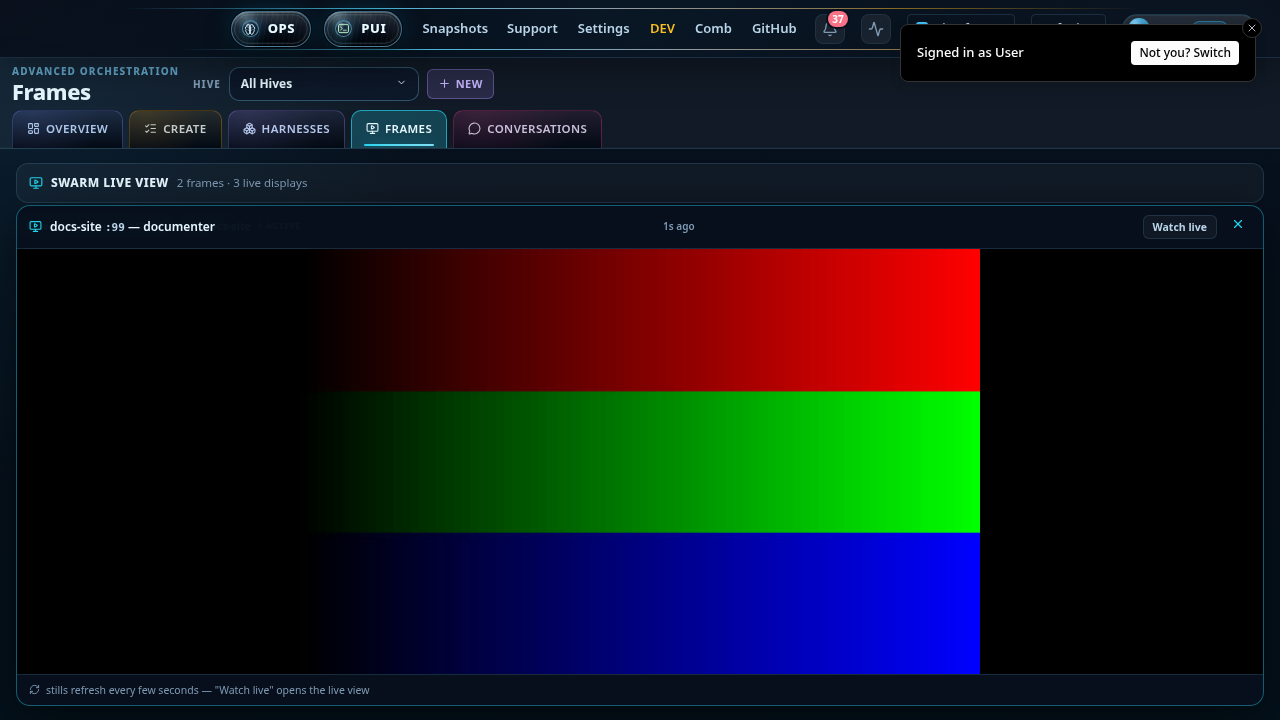 OPS
PUI
Snapshots
Support
Settings
DEV
Comb
GitHub
37
Signed in as User
Not you? Switch
ADVANCED ORCHESTRATION
Frames
HIVE
All Hives
NEW
OVERVIEW
CREATE
HARNESSES
FRAMES
CONVERSATIONS
SWARM LIVE VIEW 2 frames · 3 live displays
docs-site :99 — documenter
1s ago
Watch live
stills refresh every few seconds — "Watch live" opens the live view